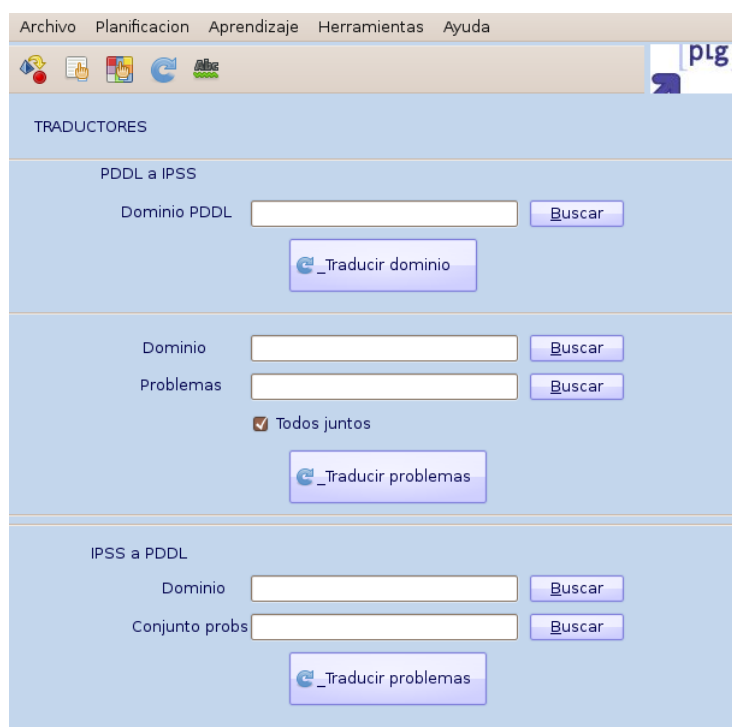 Archivo Planificacion Aprendizaje Herramientas Ayuda
Abc
plg
TRADUCTORES
PDDL a IPSS
Dominio PDDL Buscar
_Traducir dominio
Dominio Buscar
Problemas Buscar
Todos juntos
_Traducir problemas
IPSS a PDDL
Dominio Buscar
Conjunto probs Buscar
_Traducir problemas